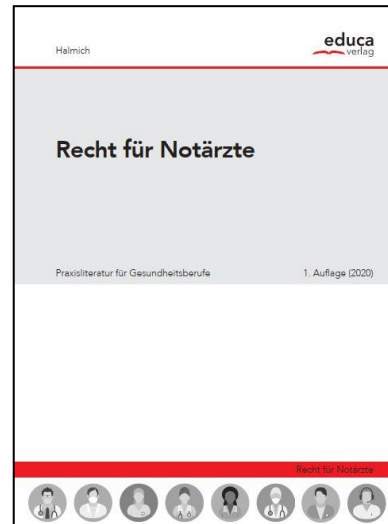 Halmich
educa
verlag
Recht für Notärzte
Praxisliteratur für Gesundheitsberufe
1. Auflage (2020)
Recht für Notärzte